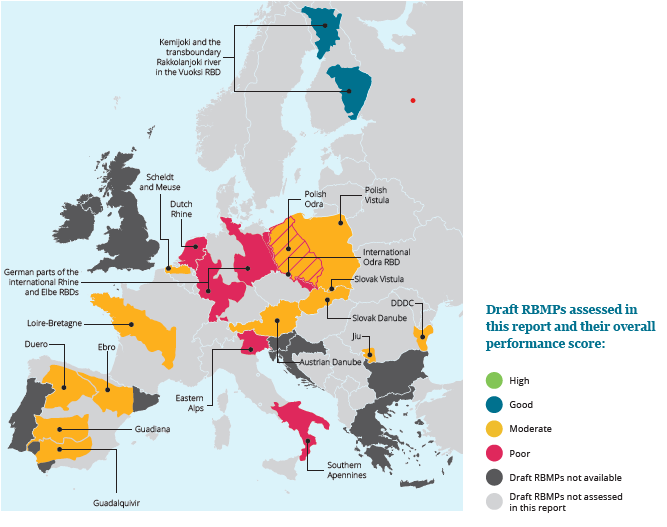 Kemijoki and the
transboundary
Rakkolanjoki river
in the Vuoksi RBD
Scheldt
and Meuse
Dutch
Rhine
Polish
Odra
Polish
Vistula
German parts of the
international Rhine
and Elbe RBDs
International
Odra RBD
Slovak Vistula
Loire-Bretagne
Slovak Danube
DDDC
Duero
Ebro
Jiu
Austrian Danube
Eastern
Alps
Guadiana
Southern
Apennines
Guadalquivir
Draft RBMPs assessed in
this report and their overall
performance score:
High
Good
Moderate
Poor
Draft RBMPs not available
Draft RBMPs not assessed
in this report